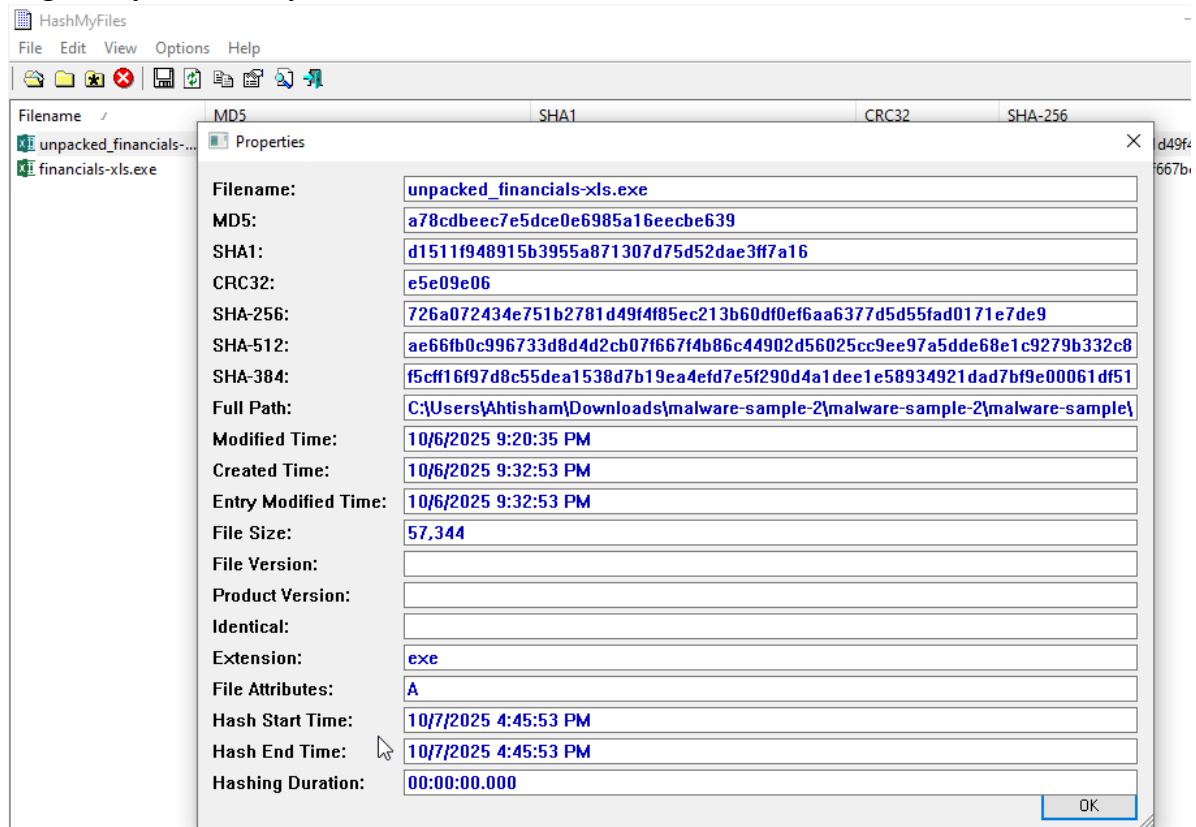 HashMyFiles
File Edit View Options Help
Filename MD5 SHA1 CRC32 SHA-256
unpacked_financials-... 1d49f4
financials-xls.exe f667b
Properties
Filename: unpacked_financials-xls.exe
MD5: a78cdbeec7e5dce0e6985a16eecbe639
SHA1: d1511f948915b3955a871307d75d52dae3ff7a16
CRC32: e5e09e06
SHA-256: 726a072434e751b2781d49f4f85ec213b60df0ef6aa6377d5d55fad0171e7de9
SHA-512: ae66fb0c996733d8d4d2cb07f667f4b86c44902d56025cc9ee97a5dde68e1c9279b332c8
SHA-384: f5cff16f97d8c55dea1538d7b19ea4efd7e5f290d4a1dee1e58934921dad7bf9e00061df51
Full Path: C:\Users\Ahtisham\Downloads\malware-sample-2\malware-sample-2\malware-sample\
Modified Time: 10/6/2025 9:20:35 PM
Created Time: 10/6/2025 9:32:53 PM
Entry Modified Time: 10/6/2025 9:32:53 PM
File Size: 57,344
File Version:
Product Version:
Identical:
Extension: exe
File Attributes: A
Hash Start Time: 10/7/2025 4:45:53 PM
Hash End Time: 10/7/2025 4:45:53 PM
Hashing Duration: 00:00:00.000
OK